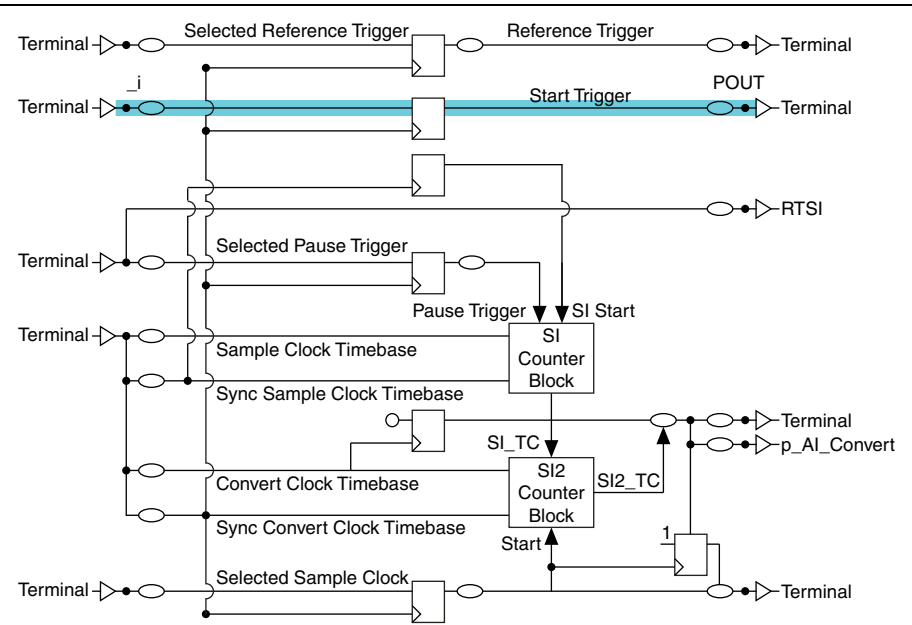 Terminal Selected Reference Trigger Reference Trigger Terminal
_i POUT
Terminal Start Trigger Terminal
RTSI
Terminal Selected Pause Trigger
Pause Trigger SI Start
Terminal Sample Clock Timebase
SI
Counter
Block
Sync Sample Clock Timebase
Terminal
SI_TC p_AI_Convert
Convert Clock Timebase
SI2
Counter
Block
SI2_TC
Sync Convert Clock Timebase
Start 1
Terminal Selected Sample Clock Terminal